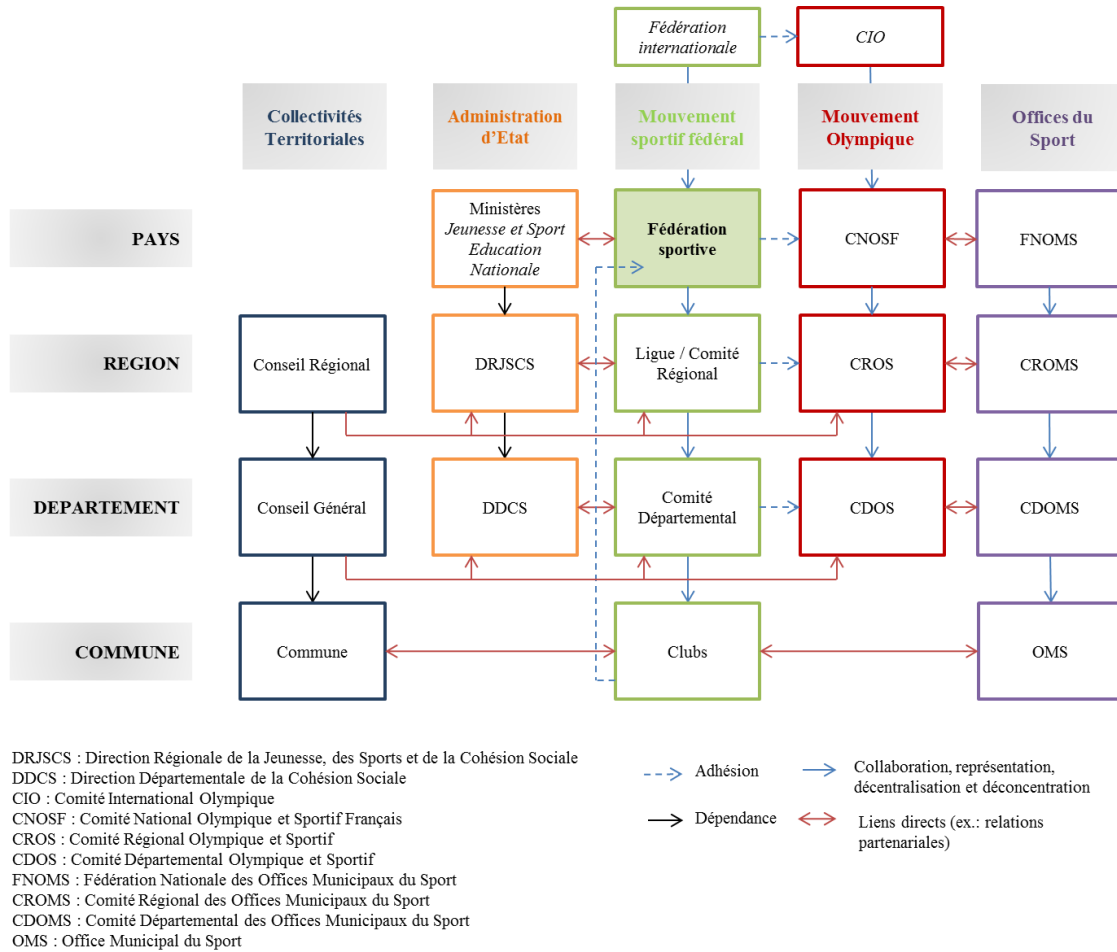 Fédération
internationale
CIO
Collectivités
Territoriales
Administration
d’Etat
Mouvement
sportif fédéral
Mouvement
Olympique
Offices du
Sport
PAYS
Ministères
Jeunesse et Sport
Education
Nationale
Fédération
sportive
CNOSF
FNOMS
REGION
Conseil Régional
DRJSCS
Ligue / Comité
Régional
CROS
CROMS
DEPARTEMENT
Conseil Général
DDCS
Comité
Départemental
CDOS
CDOMS
COMMUNE
Commune
Clubs
OMS
DRJSCS : Direction Régionale de la Jeunesse, des Sports et de la Cohésion Sociale
DDCS : Direction Départementale de la Cohésion Sociale
CIO : Comité International Olympique
CNOSF : Comité National Olympique et Sportif Français
CROS : Comité Régional Olympique et Sportif
CDOS : Comité Départemental Olympique et Sportif
FNOMS : Fédération Nationale des Offices Municipaux du Sport
CROMS : Comité Régional des Offices Municipaux du Sport
CDOMS : Comité Départemental des Offices Municipaux du Sport
OMS : Office Municipal du Sport
Adhésion
Collaboration, représentation,
décentralisation et déconcentration
Dépendance
Liens directs (ex.: relations
partenariales)